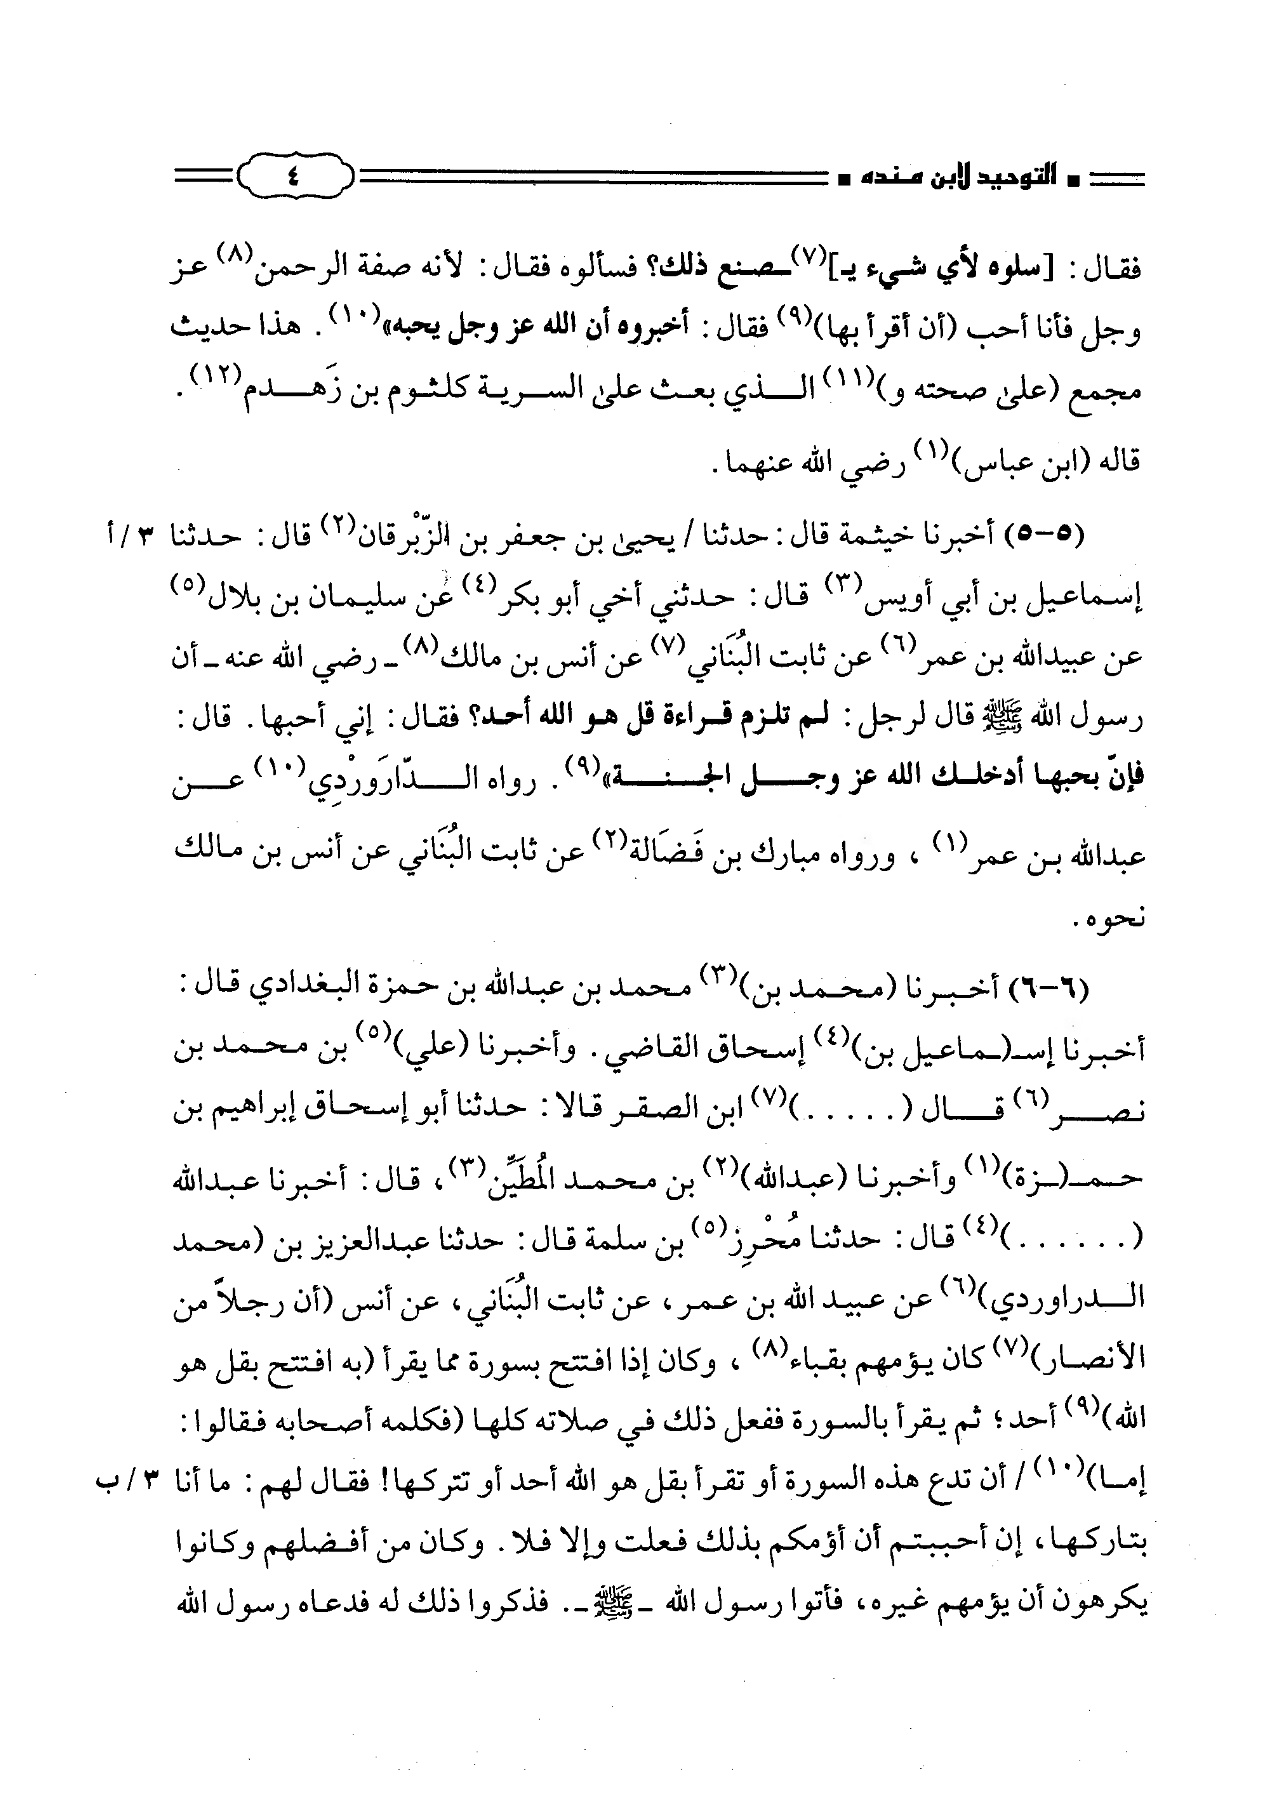 ■ التوحيد لابن منده ■ ٤
فقال: [سلوه لأي شيء يـ](٧)ـصنع ذلك؟ فسألوه فقال: لأنه صفة الرحمن(٨) عز
وجل فأنا أحب (أن أقرأ بها)(٩) فقال: أخبروه أن الله عز وجل يحبه»(١٠). هذا حديث
مجمع (على صحته و)(١١) الـذي بعث على السرية كلثوم بن زَهـدم(١٢).
قاله (ابن عباس)(١) رضي الله عنهما.
(٥-٥) أخبرنا خيثمة قال: حدثنا / يحيى بن جعفر بن الزِّبْرقان(٢) قال: حدثنا ٣/أ
إسماعيل بن أبي أويس(٣) قال: حدثني أخي أبو بكر(٤) عن سليمان بن بلال(٥)
عن عبيدالله بن عمر(٦) عن ثابت البُنَاني(٧) عن أنس بن مالك(٨) ـ رضي الله عنه ـ أن
رسول الله ﷺ قال لرجل: لم تلزم قراءة قل هو الله أحد؟ فقال: إني أحبها. قال:
فإنّ بحبها أدخلك الله عز وجـل الجـنـة»(٩). رواه الـدّارَوَرْدِي(١٠) عـن
عبدالله بن عمر(١)، ورواه مبارك بن فَضَالة(٢) عن ثابت البُنَاني عن أنس بن مالك
نحوه.
(٦-٦) أخبرنا (محمد بن)(٣) محمد بن عبدالله بن حمزة البغدادي قال:
أخبرنا إسـ(ـماعيل بن)(٤) إسحاق القاضي. وأخبرنا (علي)(٥) بن محمد بن
نصـر(٦) قـال (.....)(٧) ابن الصقر قالا: حدثنا أبو إسحاق إبراهيم بن
حمـ(ـزة)(١) وأخبرنا (عبدالله)(٢) بن محمد المُطَيَّن(٣)، قال: أخبرنا عبدالله
(......)(٤) قال: حدثنا مُحْرِز(٥) بن سلمة قال: حدثنا عبدالعزيز بن (محمد
الـدراوردي)(٦) عن عبيد الله بن عمر، عن ثابت البُنَاني، عن أنس (أن رجلاً من
الأنصار)(٧) كان يؤمهم بقباء(٨)، وكان إذا افتتح بسورة مما يقرأ (به افتتح بقل هو
الله)(٩) أحد؛ ثم يقرأ بالسورة ففعل ذلك في صلاته كلها (فكلمه أصحابه فقالوا:
إمـا)(١٠) / أن تدع هذه السورة أو تقرأ بقل هو الله أحد أو تتركها! فقال لهم: ما أنا ٣/ب
بتاركها، إن أحببتم أن أؤمكم بذلك فعلت وإلا فلا. وكان من أفضلهم وكانوا
يكرهون أن يؤمهم غيره، فأتوا رسول الله ـ ﷺ ـ. فذكروا ذلك له فدعاه رسول الله